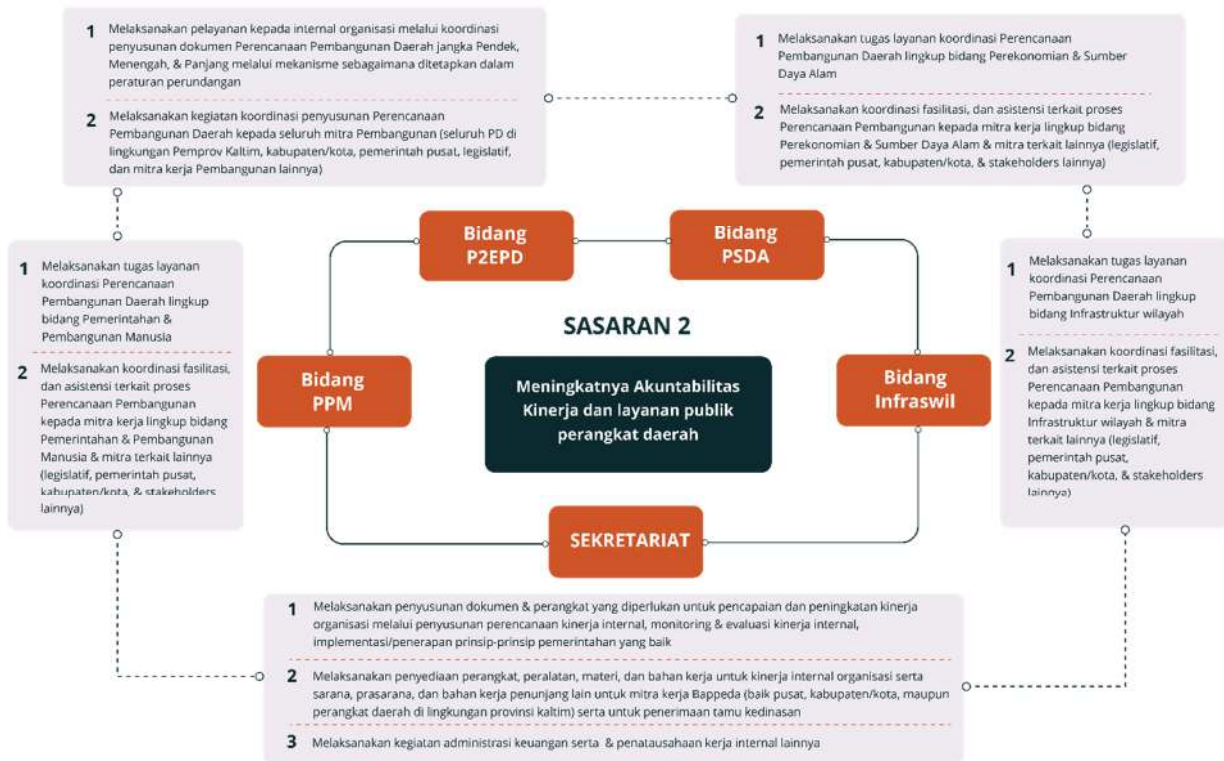 1 Melaksanakan pelayanan kepada internal organisasi melalui koordinasi
penyusunan dokumen Perencanaan Pembangunan Daerah jangka Pendek,
Menengah, & Panjang melalui mekanisme sebagaimana ditetapkan dalam
peraturan perundangan
2 Melaksanakan kegiatan koordinasi penyusunan Perencanaan
Pembangunan Daerah kepada seluruh mitra Pembangunan (seluruh PD di
lingkungan Pemprov Kaltim, kabupaten/kota, pemerintah pusat, legislatif,
dan mitra kerja Pembangunan lainnya)
1 Melaksanakan tugas layanan koordinasi Perencanaan
Pembangunan Daerah lingkup bidang Perekonomian & Sumber
Daya Alam
2 Melaksanakan koordinasi fasilitasi, dan asistensi terkait proses
Perencanaan Pembangunan kepada mitra kerja lingkup bidang
Perekonomian & Sumber Daya Alam & mitra terkait lainnya (legislatif,
pemerintah pusat, kabupaten/kota, & stakeholders lainnya)
Bidang
P2EPD
Bidang
PSDA
1 Melaksanakan tugas layanan
koordinasi Perencanaan
Pembangunan Daerah lingkup
bidang Pemerintahan &
Pembangunan Manusia
2 Melaksanakan koordinasi fasilitasi,
dan asistensi terkait proses
Perencanaan Pembangunan
kepada mitra kerja lingkup bidang
Pemerintahan & Pembangunan
Manusia & mitra terkait lainnya
(legislatif, pemerintah pusat,
kabupaten/kota, & stakeholders
lainnya)
Bidang
PPM
SASARAN 2
Meningkatnya Akuntabilitas
Kinerja dan layanan publik
perangkat daerah
Bidang
Infraswil
1 Melaksanakan tugas layanan
koordinasi Perencanaan
Pembangunan Daerah lingkup
bidang Infrastruktur wilayah
2 Melaksanakan koordinasi fasilitasi,
dan asistensi terkait proses
Perencanaan Pembangunan
kepada mitra kerja lingkup bidang
Infrastruktur wilayah & mitra
terkait lainnya (legislatif,
pemerintah pusat,
kabupaten/kota, & stakeholders
lainnya)
SEKRETARIAT
1 Melaksanakan penyusunan dokumen & perangkat yang diperlukan untuk pencapaian dan peningkatan kinerja
organisasi melalui penyusunan perencanaan kinerja internal, monitoring & evaluasi kinerja internal,
implementasi/penerapan prinsip-prinsip pemerintahan yang baik
2 Melaksanakan penyediaan perangkat, peralatan, materi, dan bahan kerja untuk kinerja internal organisasi serta
sarana, prasarana, dan bahan kerja penunjang lain untuk mitra kerja Bappeda (baik pusat, kabupaten/kota, maupun
perangkat daerah di lingkungan provinsi kaltim) serta untuk penerimaan tamu kedinasan
3 Melaksanakan kegiatan administrasi keuangan serta & penatausahaan kerja internal lainnya